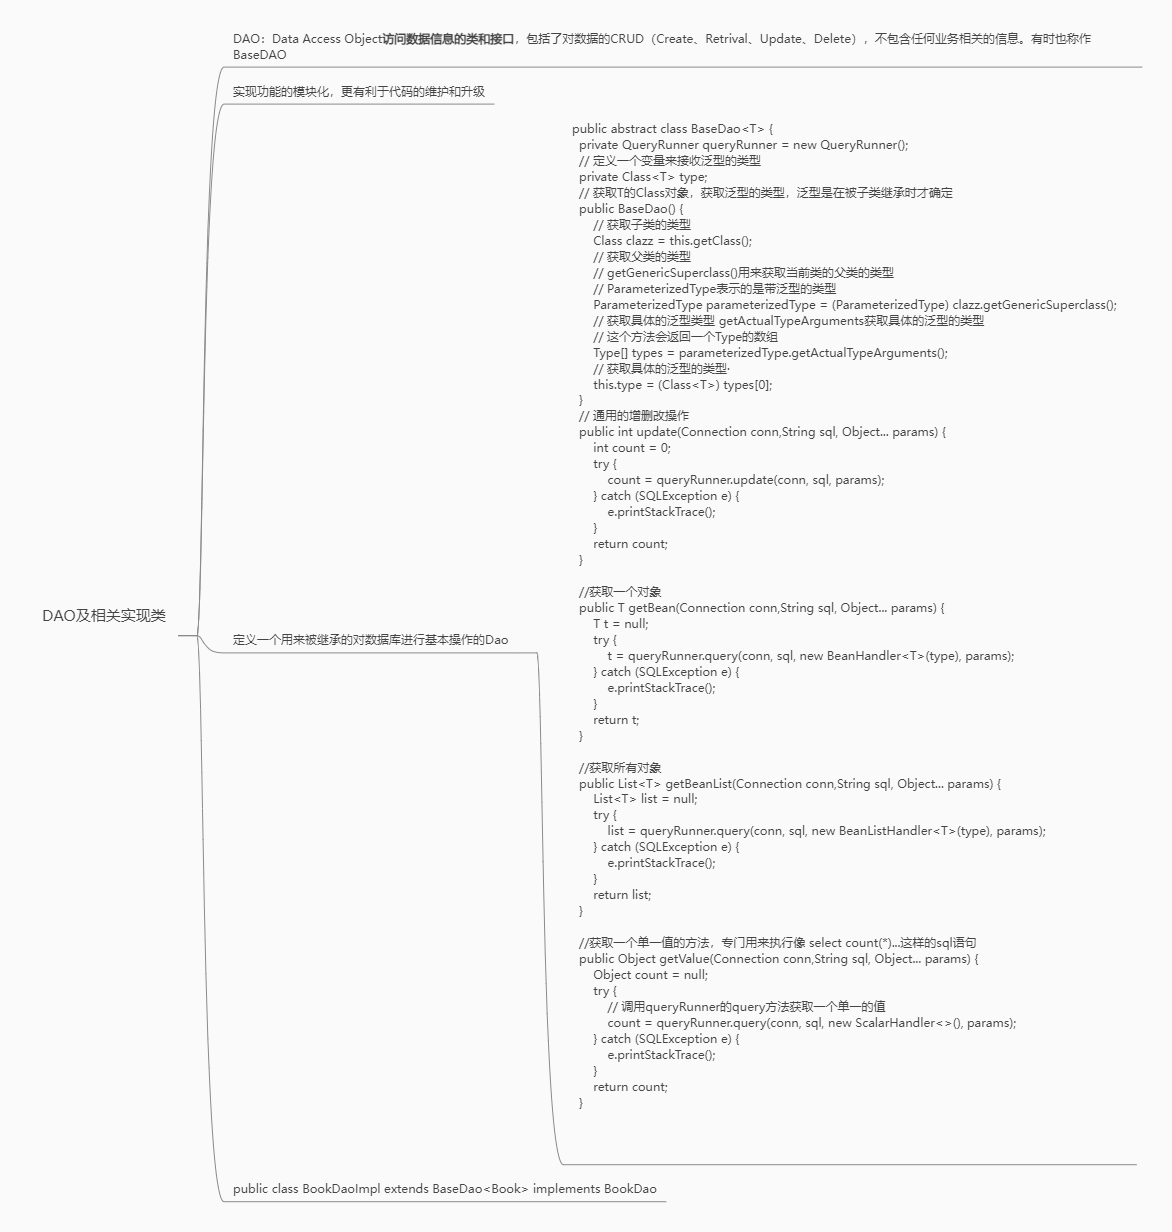 DAO：Data Access Object访问数据信息的类和接口，包括了对数据的CRUD（Create、Retrival、Update、Delete），不包含任何业务相关的信息。有时也称作
BaseDAO
实现功能的模块化，更有利于代码的维护和升级
public abstract class BaseDao<T> {
  private QueryRunner queryRunner = new QueryRunner();
  // 定义一个变量来接收泛型的类型
  private Class<T> type;
  // 获取T的Class对象，获取泛型的类型，泛型是在被子类继承时才确定
  public BaseDao() {
      // 获取子类的类型
      Class clazz = this.getClass();
      // 获取父类的类型
      // getGenericSuperclass()用来获取当前类的父类的类型
      // ParameterizedType表示的是带泛型的类型
      ParameterizedType parameterizedType = (ParameterizedType) clazz.getGenericSuperclass();
      // 获取具体的泛型类型 getActualTypeArguments获取具体的泛型的类型
      // 这个方法会返回一个Type的数组
      Type[] types = parameterizedType.getActualTypeArguments();
      // 获取具体的泛型的类型·
      this.type = (Class<T>) types[0];
  }
  // 通用的增删改操作
  public int update(Connection conn,String sql, Object... params) {
      int count = 0;
      try {
          count = queryRunner.update(conn, sql, params);
      } catch (SQLException e) {
          e.printStackTrace();
      }
      return count;
  }
  //获取一个对象
  public T getBean(Connection conn,String sql, Object... params) {
      T t = null;
      try {
          t = queryRunner.query(conn, sql, new BeanHandler<T>(type), params);
      } catch (SQLException e) {
          e.printStackTrace();
      }
      return t;
  }
  //获取所有对象
  public List<T> getBeanList(Connection conn,String sql, Object... params) {
      List<T> list = null;
      try {
          list = queryRunner.query(conn, sql, new BeanListHandler<T>(type), params);
      } catch (SQLException e) {
          e.printStackTrace();
      }
      return list;
  }
  //获取一个单一值的方法，专门用来执行像 select count(*)...这样的sql语句
  public Object getValue(Connection conn,String sql, Object... params) {
      Object count = null;
      try {
          // 调用queryRunner的query方法获取一个单一的值
          count = queryRunner.query(conn, sql, new ScalarHandler<>(), params);
      } catch (SQLException e) {
          e.printStackTrace();
      }
      return count;
  }
DAO及相关实现类
定义一个用来被继承的对数据库进行基本操作的Dao
public class BookDaoImpl extends BaseDao<Book> implements BookDao